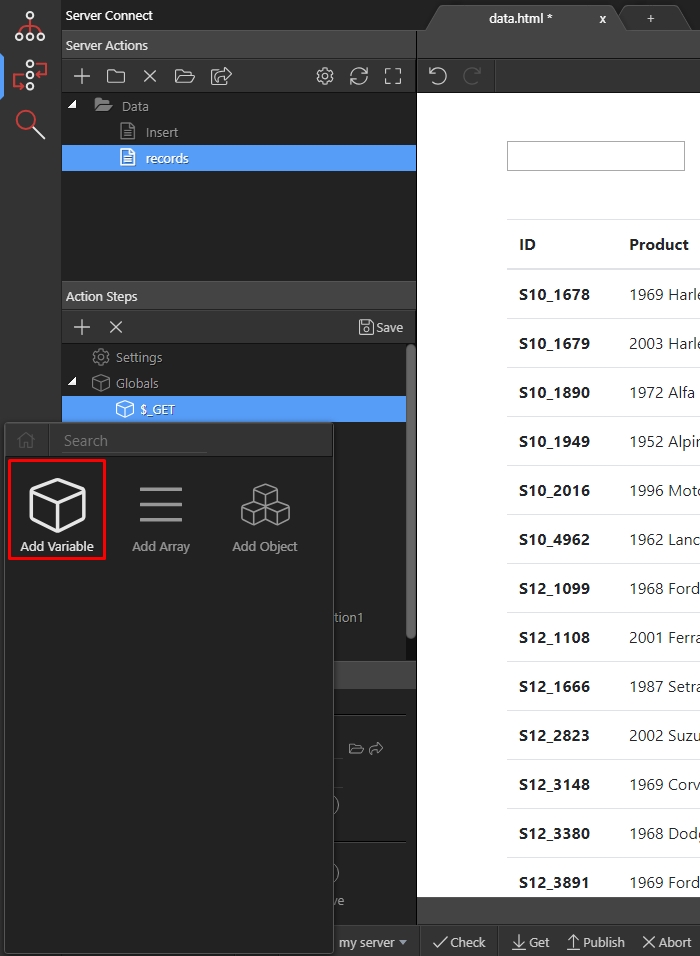 Server Connect
Server Actions
Data
Insert
records
Action Steps
Save
Settings
Globals
$_GET
Search
Add Variable
Add Array
Add Object
tion1
ve
data.html * x +
ID Product
S10_1678 1969 Harle
S10_1679 2003 Harle
S10_1890 1972 Alfa
S10_1949 1952 Alpin
S10_2016 1996 Moto
S10_4962 1962 Lanc
S12_1099 1968 Ford
S12_1108 2001 Ferra
S12_1666 1987 Setra
S12_2823 2002 Suzu
S12_3148 1969 Corv
S12_3380 1968 Dodg
S12_3891 1969 Ford
my server Check Get Publish Abort